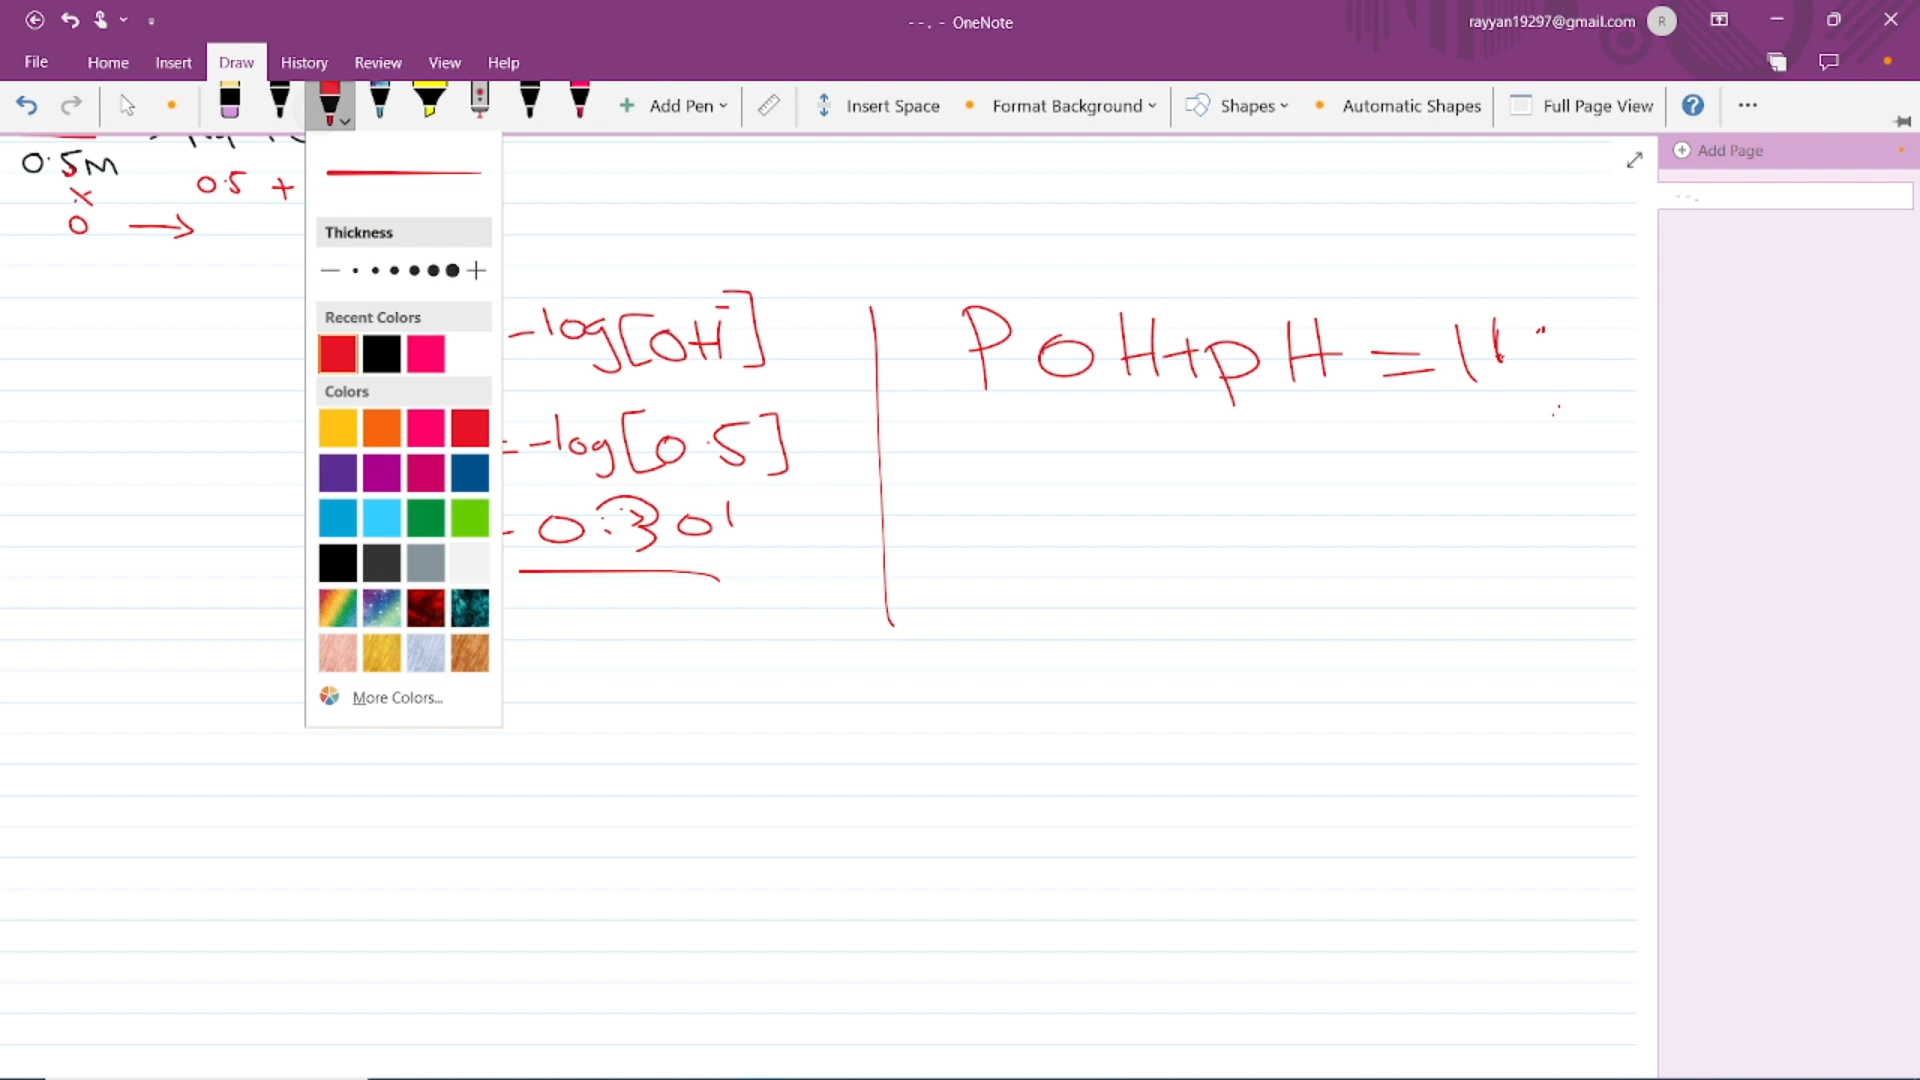 -- . - OneNote
rayyan19297@gmail.com R
File Home Insert Draw History Review View Help
Add Pen Insert Space Format Background Shapes Automatic Shapes Full Page View
Add Page
-- .
0.5M
x 0.5 +
0 →
Thickness
Recent Colors
Colors
More Colors...
-log[OH⁻]
= -log[0.5]
0.301
POH+pH = 1